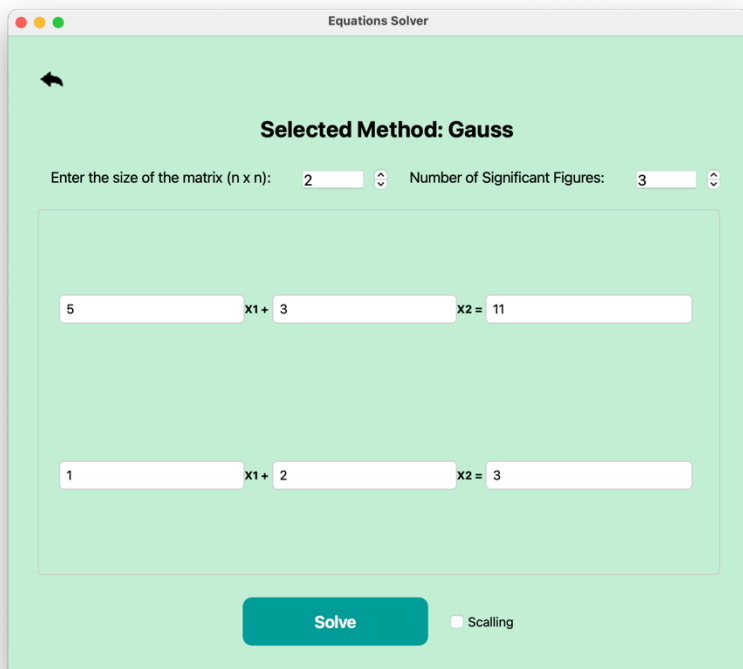 Equations Solver
Selected Method: Gauss
Enter the size of the matrix (n x n): 2 Number of Significant Figures: 3
5 X1 + 3 X2 = 11
1 X1 + 2 X2 = 3
Solve Scalling